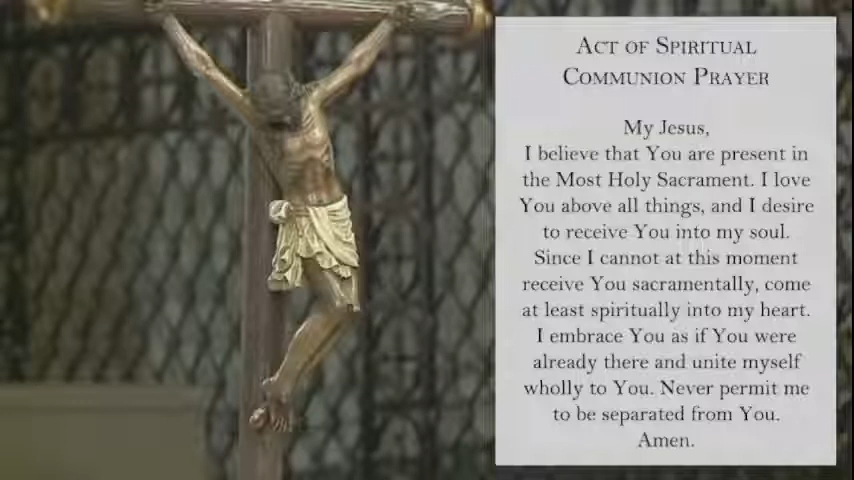 Act of Spiritual
Communion Prayer
My Jesus,
I believe that You are present in
the Most Holy Sacrament. I love
You above all things, and I desire
to receive You into my soul.
Since I cannot at this moment
receive You sacramentally, come
at least spiritually into my heart.
I embrace You as if You were
already there and unite myself
wholly to You. Never permit me
to be separated from You.
Amen.